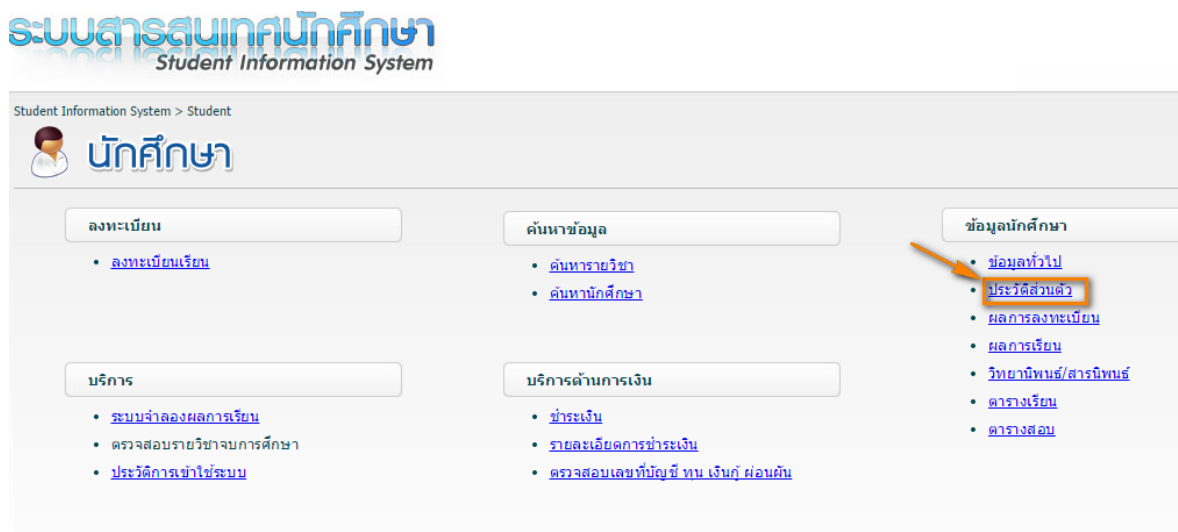 ระบบสารสนเทศนักศึกษา
Student Information System
Student Information System > Student
นักศึกษา
ลงทะเบียน
ลงทะเบียนเรียน
ค้นหาข้อมูล
ค้นหารายวิชา
ค้นหานักศึกษา
ข้อมูลนักศึกษา
ข้อมูลทั่วไป
ประวัติส่วนตัว
ผลการลงทะเบียน
ผลการเรียน
วิทยานิพนธ์/สารนิพนธ์
ตารางเรียน
ตารางสอบ
บริการ
ระบบจำลองผลการเรียน
ตรวจสอบรายวิชาจบการศึกษา
ประวัติการเข้าใช้ระบบ
บริการด้านการเงิน
ชำระเงิน
รายละเอียดการชำระเงิน
ตรวจสอบเลขที่บัญชี ทุน เงินกู้ ผ่อนผัน